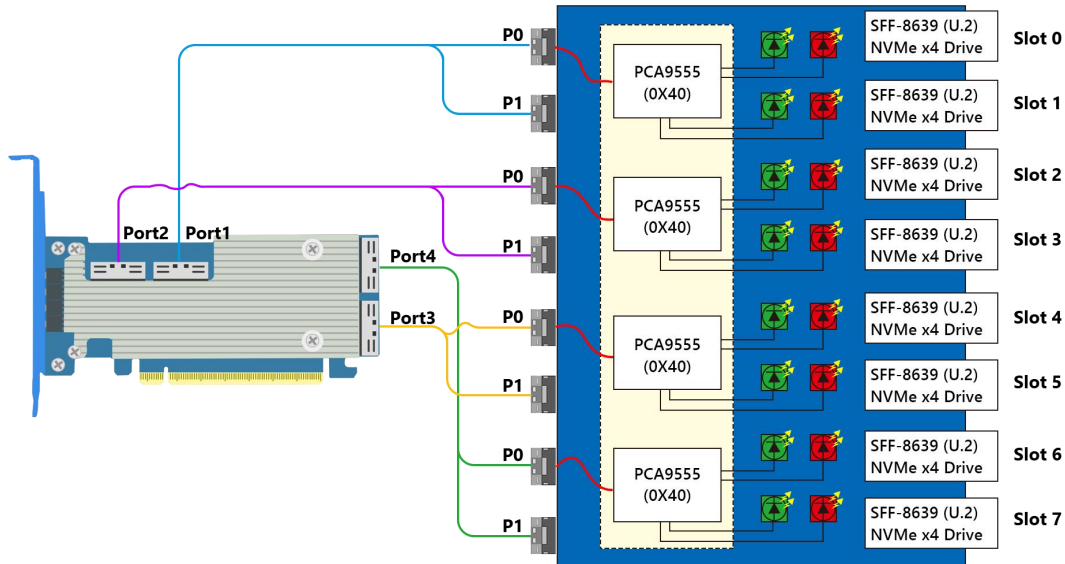 P0
PCA9555
(0X40)
SFF-8639 (U.2)
NVMe x4 Drive
Slot 0
P1
SFF-8639 (U.2)
NVMe x4 Drive
Slot 1
P0
PCA9555
(0X40)
SFF-8639 (U.2)
NVMe x4 Drive
Slot 2
Port2
Port1
P1
SFF-8639 (U.2)
NVMe x4 Drive
Slot 3
Port4
Port3
P0
PCA9555
(0X40)
SFF-8639 (U.2)
NVMe x4 Drive
Slot 4
P1
SFF-8639 (U.2)
NVMe x4 Drive
Slot 5
P0
PCA9555
(0X40)
SFF-8639 (U.2)
NVMe x4 Drive
Slot 6
P1
SFF-8639 (U.2)
NVMe x4 Drive
Slot 7